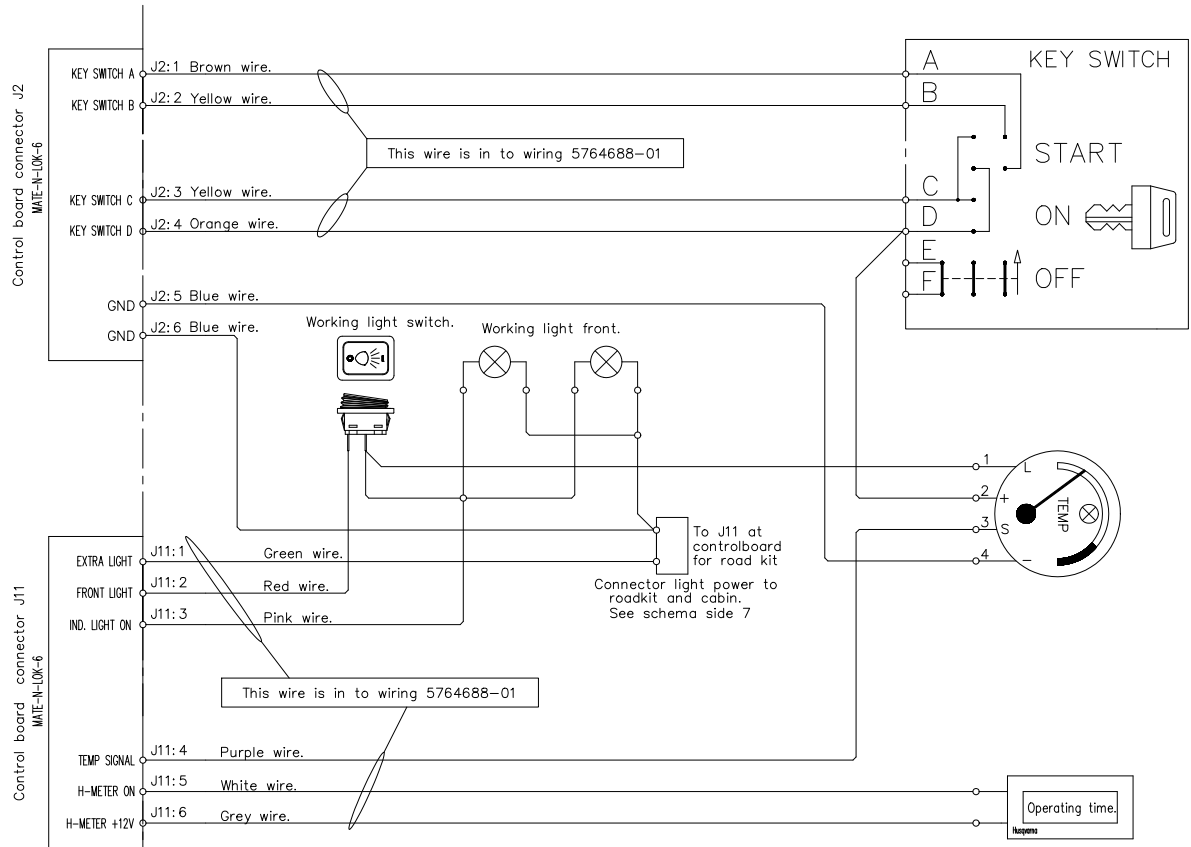 Control board connector J2
MATE-N-LOK-6
KEY SWITCH A
J2:1 Brown wire.
KEY SWITCH B
J2:2 Yellow wire.
This wire is in to wiring 5764688-01
KEY SWITCH C
J2:3 Yellow wire.
KEY SWITCH D
J2:4 Orange wire.
GND
J2:5 Blue wire.
GND
J2:6 Blue wire.
KEY SWITCH
A
B
C
D
E
F
START
ON
OFF
Working light switch.
Working light front.
1
2
3
4
L
+
S
-
TEMP
To J11 at
controlboard
for road kit
Connector light power to
roadkit and cabin.
See schema side 7
Control board connector J11
MATE-N-LOK-6
EXTRA LIGHT
J11:1
Green wire.
FRONT LIGHT
J11:2
Red wire.
IND. LIGHT ON
J11:3
Pink wire.
This wire is in to wiring 5764688-01
TEMP SIGNAL
J11:4
Purple wire.
H-METER ON
J11:5
White wire.
H-METER +12V
J11:6
Grey wire.
Operating time.
Husqvarna